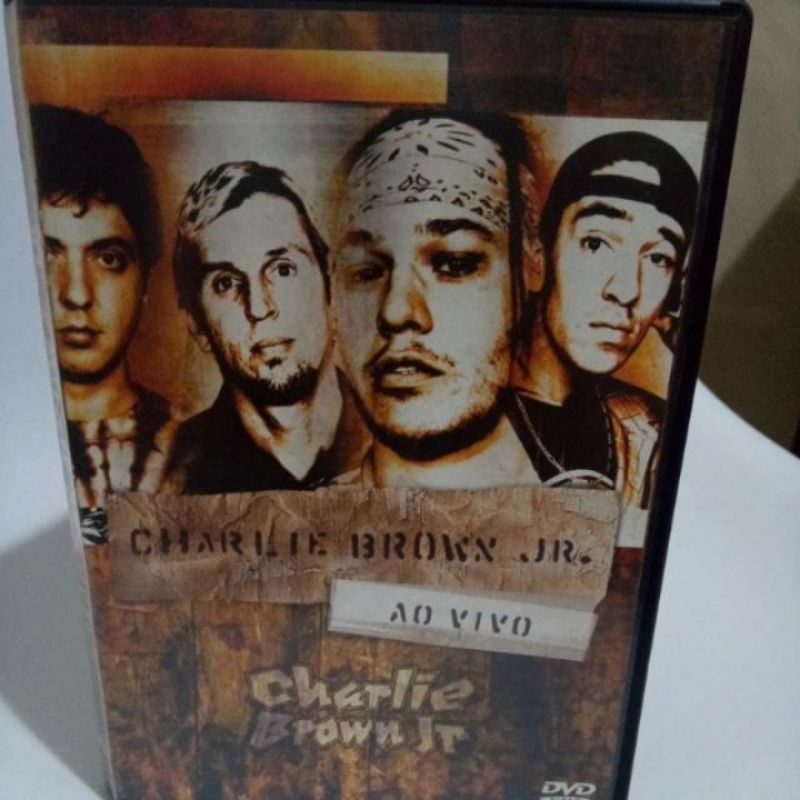 CHARLIE BROWN JR.
AO VIVO
Charlie
Brown Jr
DVD